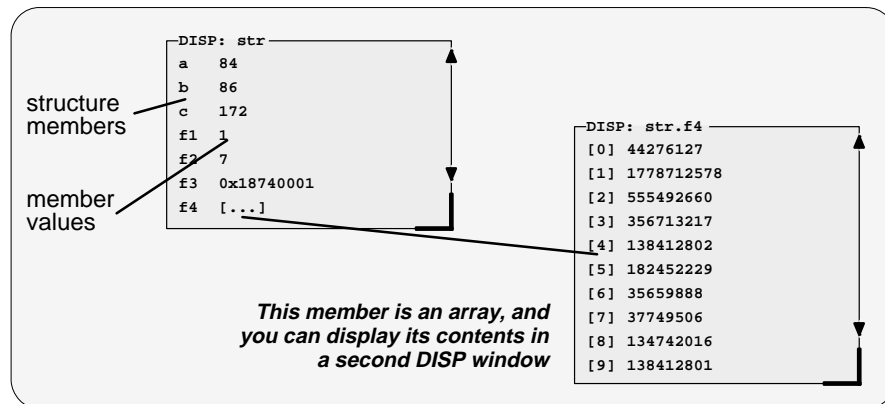 DISP: str
a 84
b 86
c 172
f1 1
f2 7
f3 0x18740001
f4 [...]
structure
members
member
values
DISP: str.f4
[0] 44276127
[1] 1778712578
[2] 555492660
[3] 356713217
[4] 138412802
[5] 182452229
[6] 35659888
[7] 37749506
[8] 134742016
[9] 138412801
This member is an array, and
you can display its contents in
a second DISP window